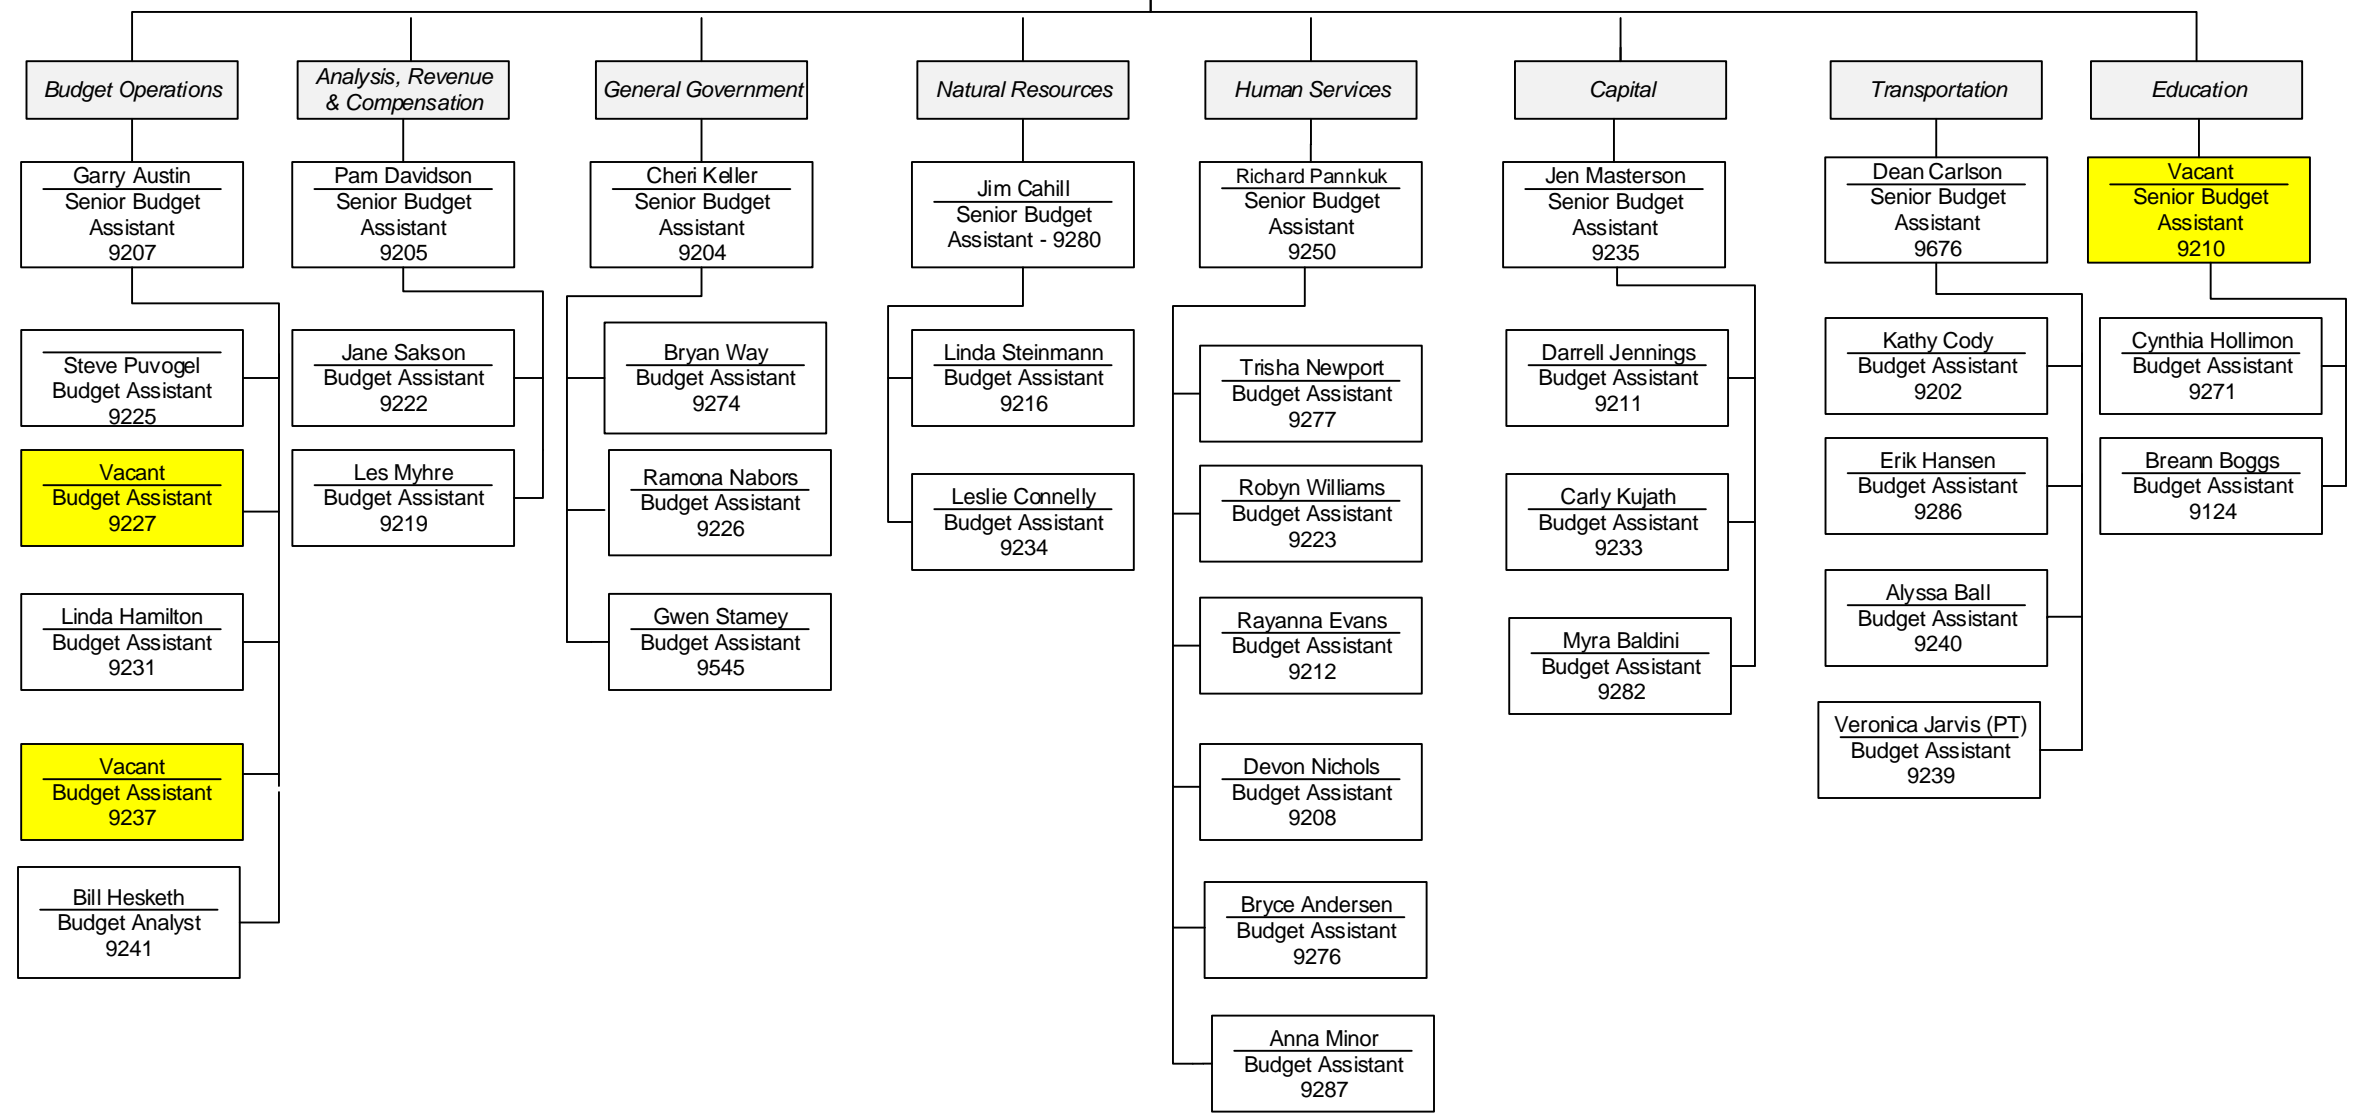 Budget Operations
Analysis, Revenue
& Compensation
General Government
Natural Resources
Human Services
Capital
Transportation
Education
Garry Austin
Senior Budget
Assistant
9207
Pam Davidson
Senior Budget
Assistant
9205
Cheri Keller
Senior Budget
Assistant
9204
Jim Cahill
Senior Budget
Assistant - 9280
Richard Pannkuk
Senior Budget
Assistant
9250
Jen Masterson
Senior Budget
Assistant
9235
Dean Carlson
Senior Budget
Assistant
9676
Vacant
Senior Budget
Assistant
9210
Steve Puvogel
Budget Assistant
9225
Vacant
Budget Assistant
9227
Linda Hamilton
Budget Assistant
9231
Vacant
Budget Assistant
9237
Bill Hesketh
Budget Analyst
9241
Jane Sakson
Budget Assistant
9222
Les Myhre
Budget Assistant
9219
Bryan Way
Budget Assistant
9274
Ramona Nabors
Budget Assistant
9226
Gwen Stamey
Budget Assistant
9545
Linda Steinmann
Budget Assistant
9216
Leslie Connelly
Budget Assistant
9234
Trisha Newport
Budget Assistant
9277
Robyn Williams
Budget Assistant
9223
Rayanna Evans
Budget Assistant
9212
Devon Nichols
Budget Assistant
9208
Bryce Andersen
Budget Assistant
9276
Anna Minor
Budget Assistant
9287
Darrell Jennings
Budget Assistant
9211
Carly Kujath
Budget Assistant
9233
Myra Baldini
Budget Assistant
9282
Kathy Cody
Budget Assistant
9202
Erik Hansen
Budget Assistant
9286
Alyssa Ball
Budget Assistant
9240
Veronica Jarvis (PT)
Budget Assistant
9239
Cynthia Hollimon
Budget Assistant
9271
Breann Boggs
Budget Assistant
9124